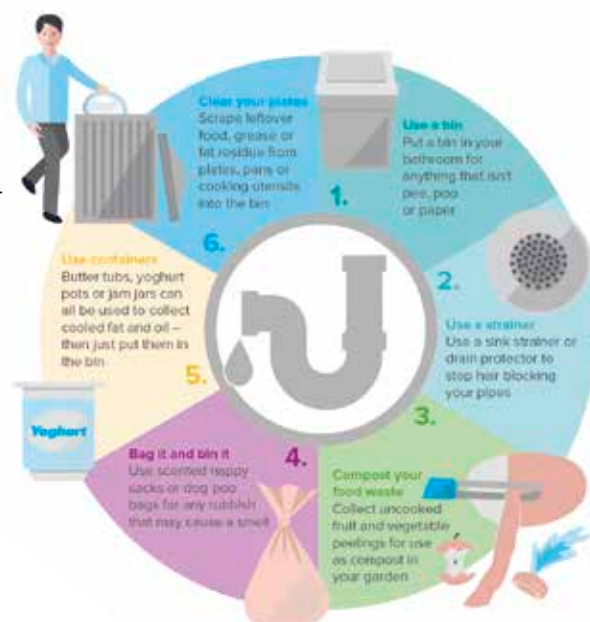 1.
Use a bin
Put a bin in your
bathroom for
anything that isn't
pee, poo
or paper
2.
Use a strainer
Use a sink strainer or
drain protector to
stop hair blocking
your pipes
3.
Compost your
food waste
Collect uncooked
fruit and vegetable
peelings for use
as compost in
your garden
4.
Bag it and bin it
Use scented nappy
sacks or dog poo
bags for any rubbish
that may cause a smell
5.
Use containers
Butter tubs, yoghurt
pots or jam jars can
all be used to collect
cooled fat and oil –
then just put them in
the bin
Yoghurt
6.
Clear your plates
Scrape leftover
food, grease or
fat residue from
plates, pans or
cooking utensils
into the bin